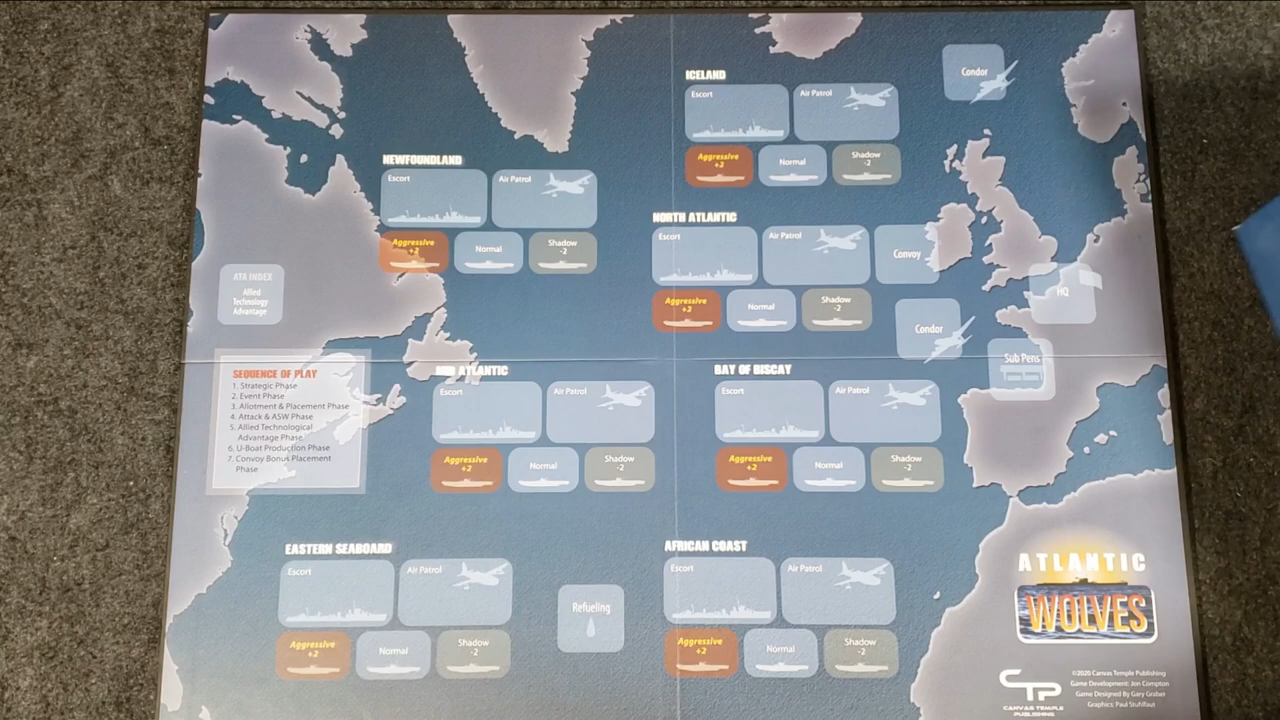 Condor
ICELAND
Escort
Air Patrol
Aggressive
+2
Normal
Shadow
-2
NEWFOUNDLAND
Escort
Air Patrol
Aggressive
+2
Normal
Shadow
-2
NORTH ATLANTIC
Escort
Air Patrol
Convoy
Aggressive
+2
Normal
Shadow
-2
ATA INDEX
Allied
Technology
Advantage
HQ
Condor
Sub Pens
SEQUENCE OF PLAY
1. Strategic Phase
2. Event Phase
3. Allotment & Placement Phase
4. Attack & ASW Phase
5. Allied Technological
Advantage Phase
6. U-Boat Production Phase
7. Convoy Bonus Placement
Phase
MID ATLANTIC
Escort
Air Patrol
Aggressive
+2
Normal
Shadow
-2
BAY OF BISCAY
Escort
Air Patrol
Aggressive
+2
Normal
Shadow
-2
EASTERN SEABOARD
Escort
Air Patrol
Aggressive
+2
Normal
Shadow
-2
Refueling
AFRICAN COAST
Escort
Air Patrol
Aggressive
+2
Normal
Shadow
-2
ATLANTIC
WOLVES
CTP
CANVAS TEMPLE
PUBLISHING
©2020 Canvas Temple Publishing
Game Development: Jon Compton
Game Designed By Gary Graber
Graphics: Paul Stuhlfaut